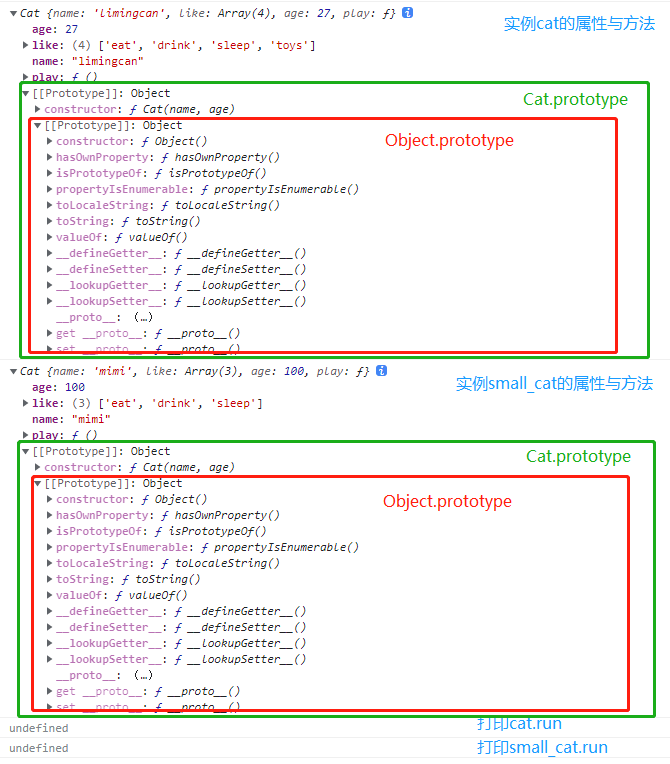 Cat {name: 'limingcan', like: Array(4), age: 27, play: ƒ} i
实例cat的属性与方法
age: 27
like: (4) ['eat', 'drink', 'sleep', 'toys']
name: "limingcan"
play: ƒ ()
[[Prototype]]: Object
Cat.prototype
constructor: ƒ Cat(name, age)
[[Prototype]]: Object
Object.prototype
constructor: ƒ Object()
hasOwnProperty: ƒ hasOwnProperty()
isPrototypeOf: ƒ isPrototypeOf()
propertyIsEnumerable: ƒ propertyIsEnumerable()
toLocaleString: ƒ toLocaleString()
toString: ƒ toString()
valueOf: ƒ valueOf()
__defineGetter__: ƒ __defineGetter__()
__defineSetter__: ƒ __defineSetter__()
__lookupGetter__: ƒ __lookupGetter__()
__lookupSetter__: ƒ __lookupSetter__()
__proto__: (…)
get __proto__: ƒ __proto__()
set __proto__: ƒ __proto__()
Cat {name: 'mimi', like: Array(3), age: 100, play: ƒ} i
实例small_cat的属性与方法
age: 100
like: (3) ['eat', 'drink', 'sleep']
name: "mimi"
play: ƒ ()
[[Prototype]]: Object
Cat.prototype
constructor: ƒ Cat(name, age)
[[Prototype]]: Object
Object.prototype
constructor: ƒ Object()
hasOwnProperty: ƒ hasOwnProperty()
isPrototypeOf: ƒ isPrototypeOf()
propertyIsEnumerable: ƒ propertyIsEnumerable()
toLocaleString: ƒ toLocaleString()
toString: ƒ toString()
valueOf: ƒ valueOf()
__defineGetter__: ƒ __defineGetter__()
__defineSetter__: ƒ __defineSetter__()
__lookupGetter__: ƒ __lookupGetter__()
__lookupSetter__: ƒ __lookupSetter__()
__proto__: (…)
get __proto__: ƒ __proto__()
set __proto__: ƒ __proto__()
undefined
打印cat.run
undefined
打印small_cat.run